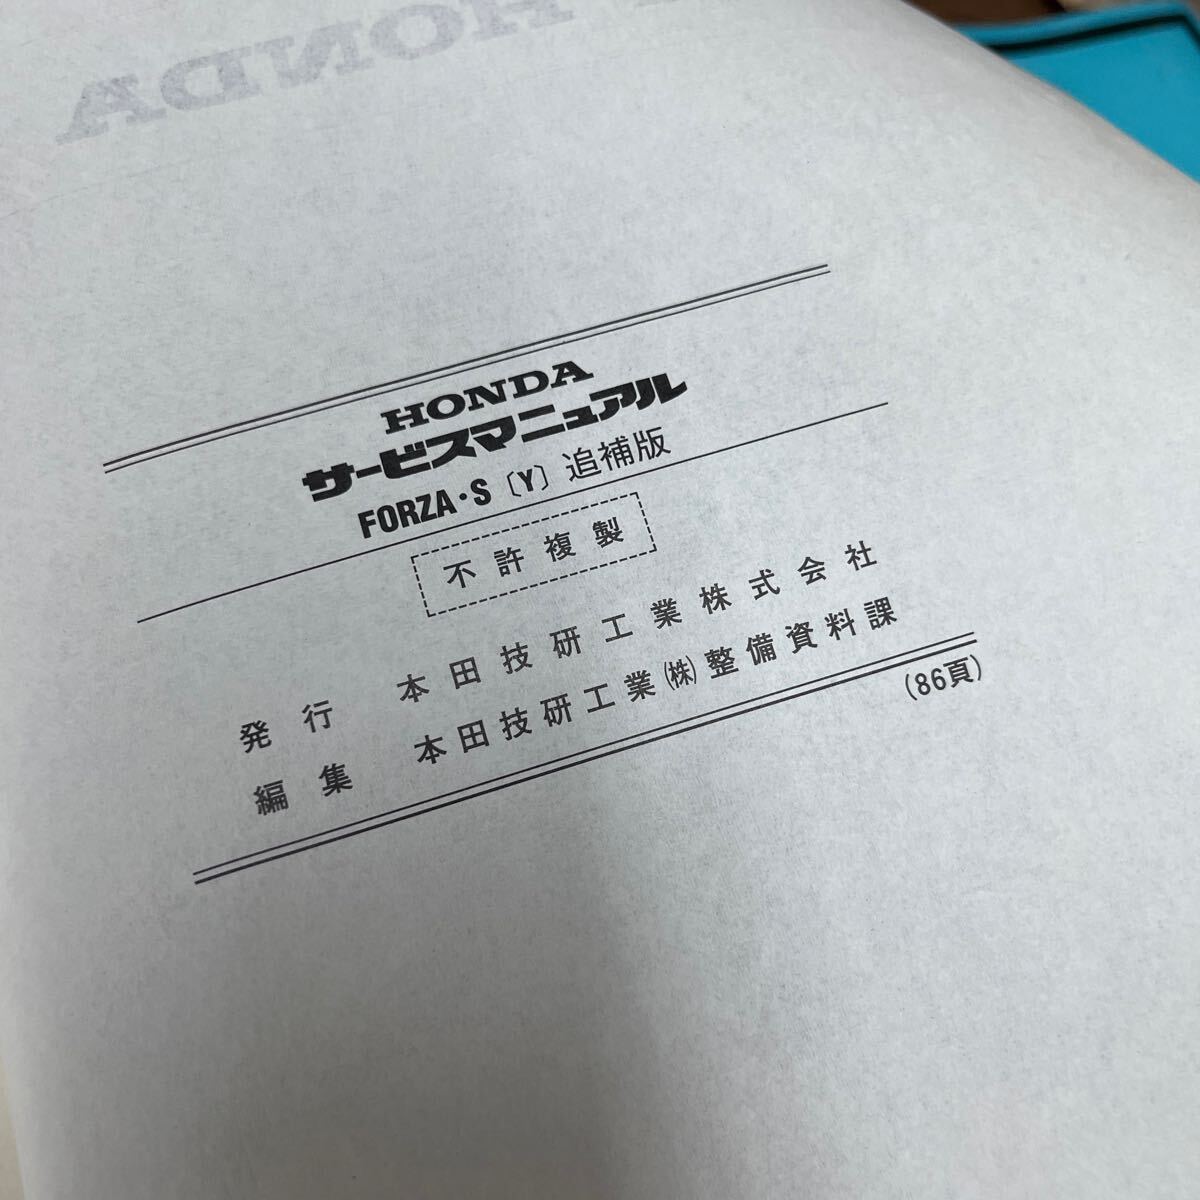 HONDA
HONDA
サービスマニュアル
FORZA・S〔Y〕追補版
不許複製
発行 本田技研工業株式会社
編集 本田技研工業㈱整備資料課
(86頁)